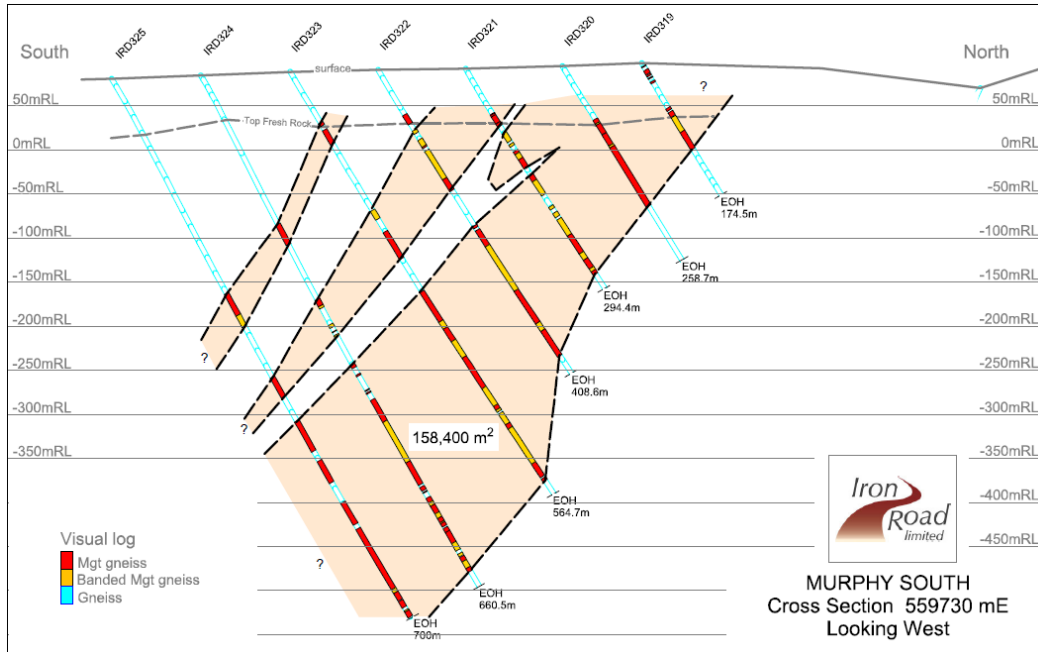 IRD325
IRD324
IRD323
IRD322
IRD321
IRD320
IRD319
South
North
surface
50mRL
?
50mRL
Top Fresh Rock
0mRL
0mRL
-50mRL
-50mRL
EOH
174.5m
-100mRL
-100mRL
EOH
258.7m
-150mRL
-150mRL
EOH
294.4m
-200mRL
-200mRL
?
-250mRL
-250mRL
EOH
408.6m
-300mRL
-300mRL
?
158,400 m²
-350mRL
-350mRL
EOH
564.7m
-400mRL
-450mRL
Iron
Road
limited
Visual log
Mgt gneiss
Banded Mgt gneiss
Gneiss
?
EOH
660.5m
EOH
700m
MURPHY SOUTH
Cross Section 559730 mE
Looking West